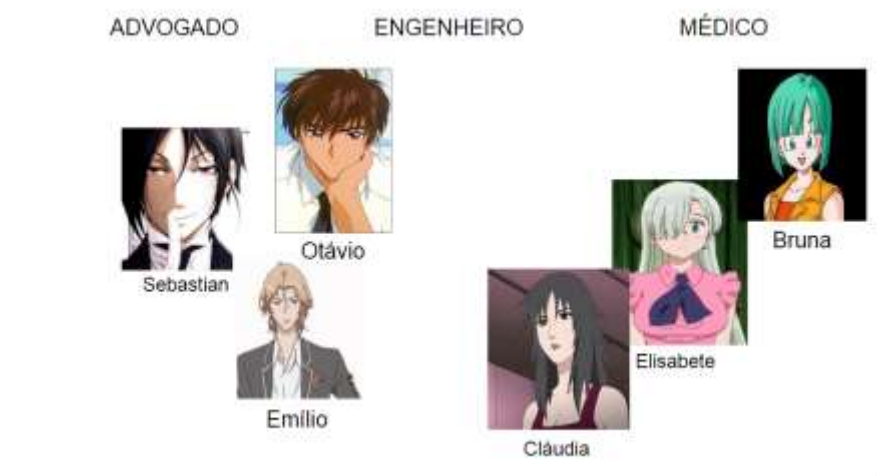 ADVOGADO ENGENHEIRO MÉDICO
Otávio
Bruna
Sebastian
Elisabete
Emílio
Cláudia